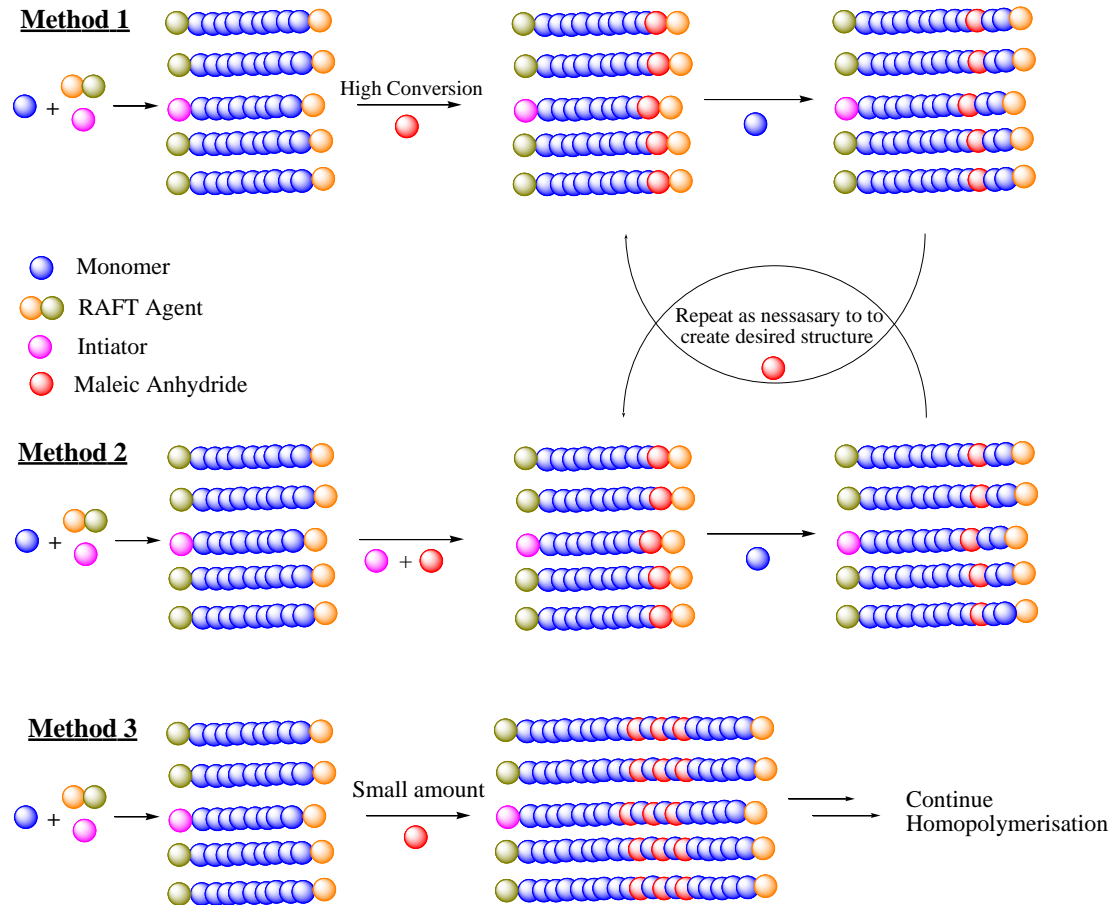 Method 1
+
High Conversion
Monomer
RAFT Agent
Intiator
Maleic Anhydride
Repeat as nessasary to to
create desired structure
Method 2
+
+
Method 3
+
Small amount
Continue
Homopolymerisation